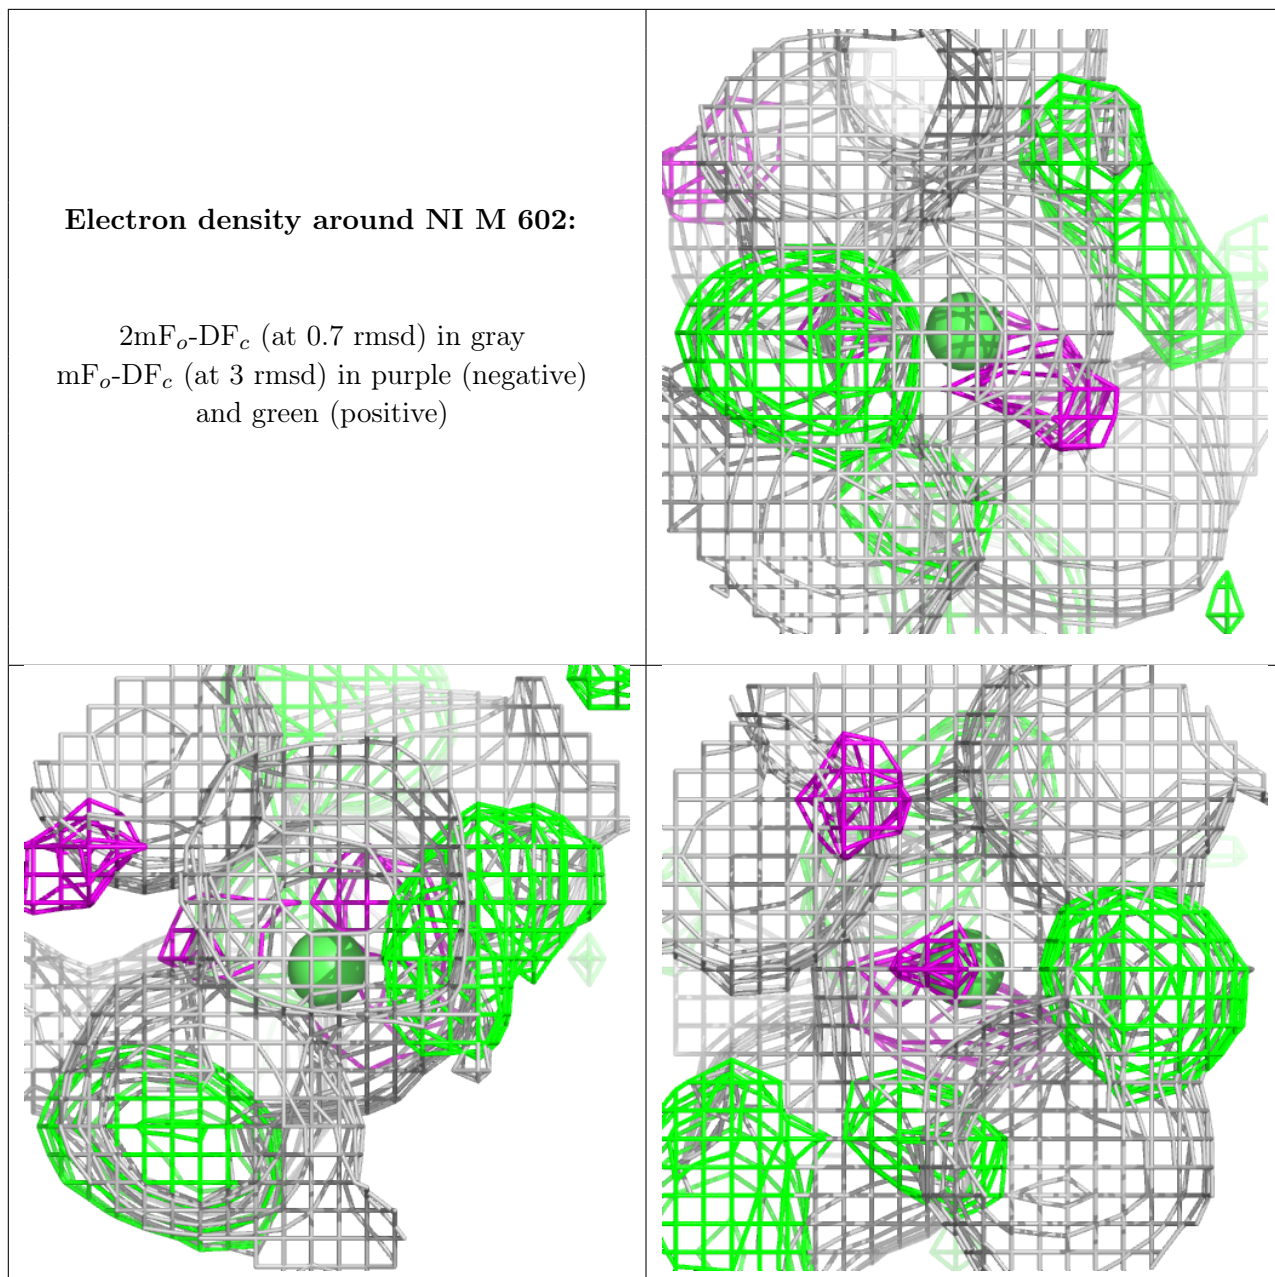 Electron density around NI M 602:
2mFₒ-DF𝒸 (at 0.7 rmsd) in gray
mFₒ-DF𝒸 (at 3 rmsd) in purple (negative)
and green (positive)